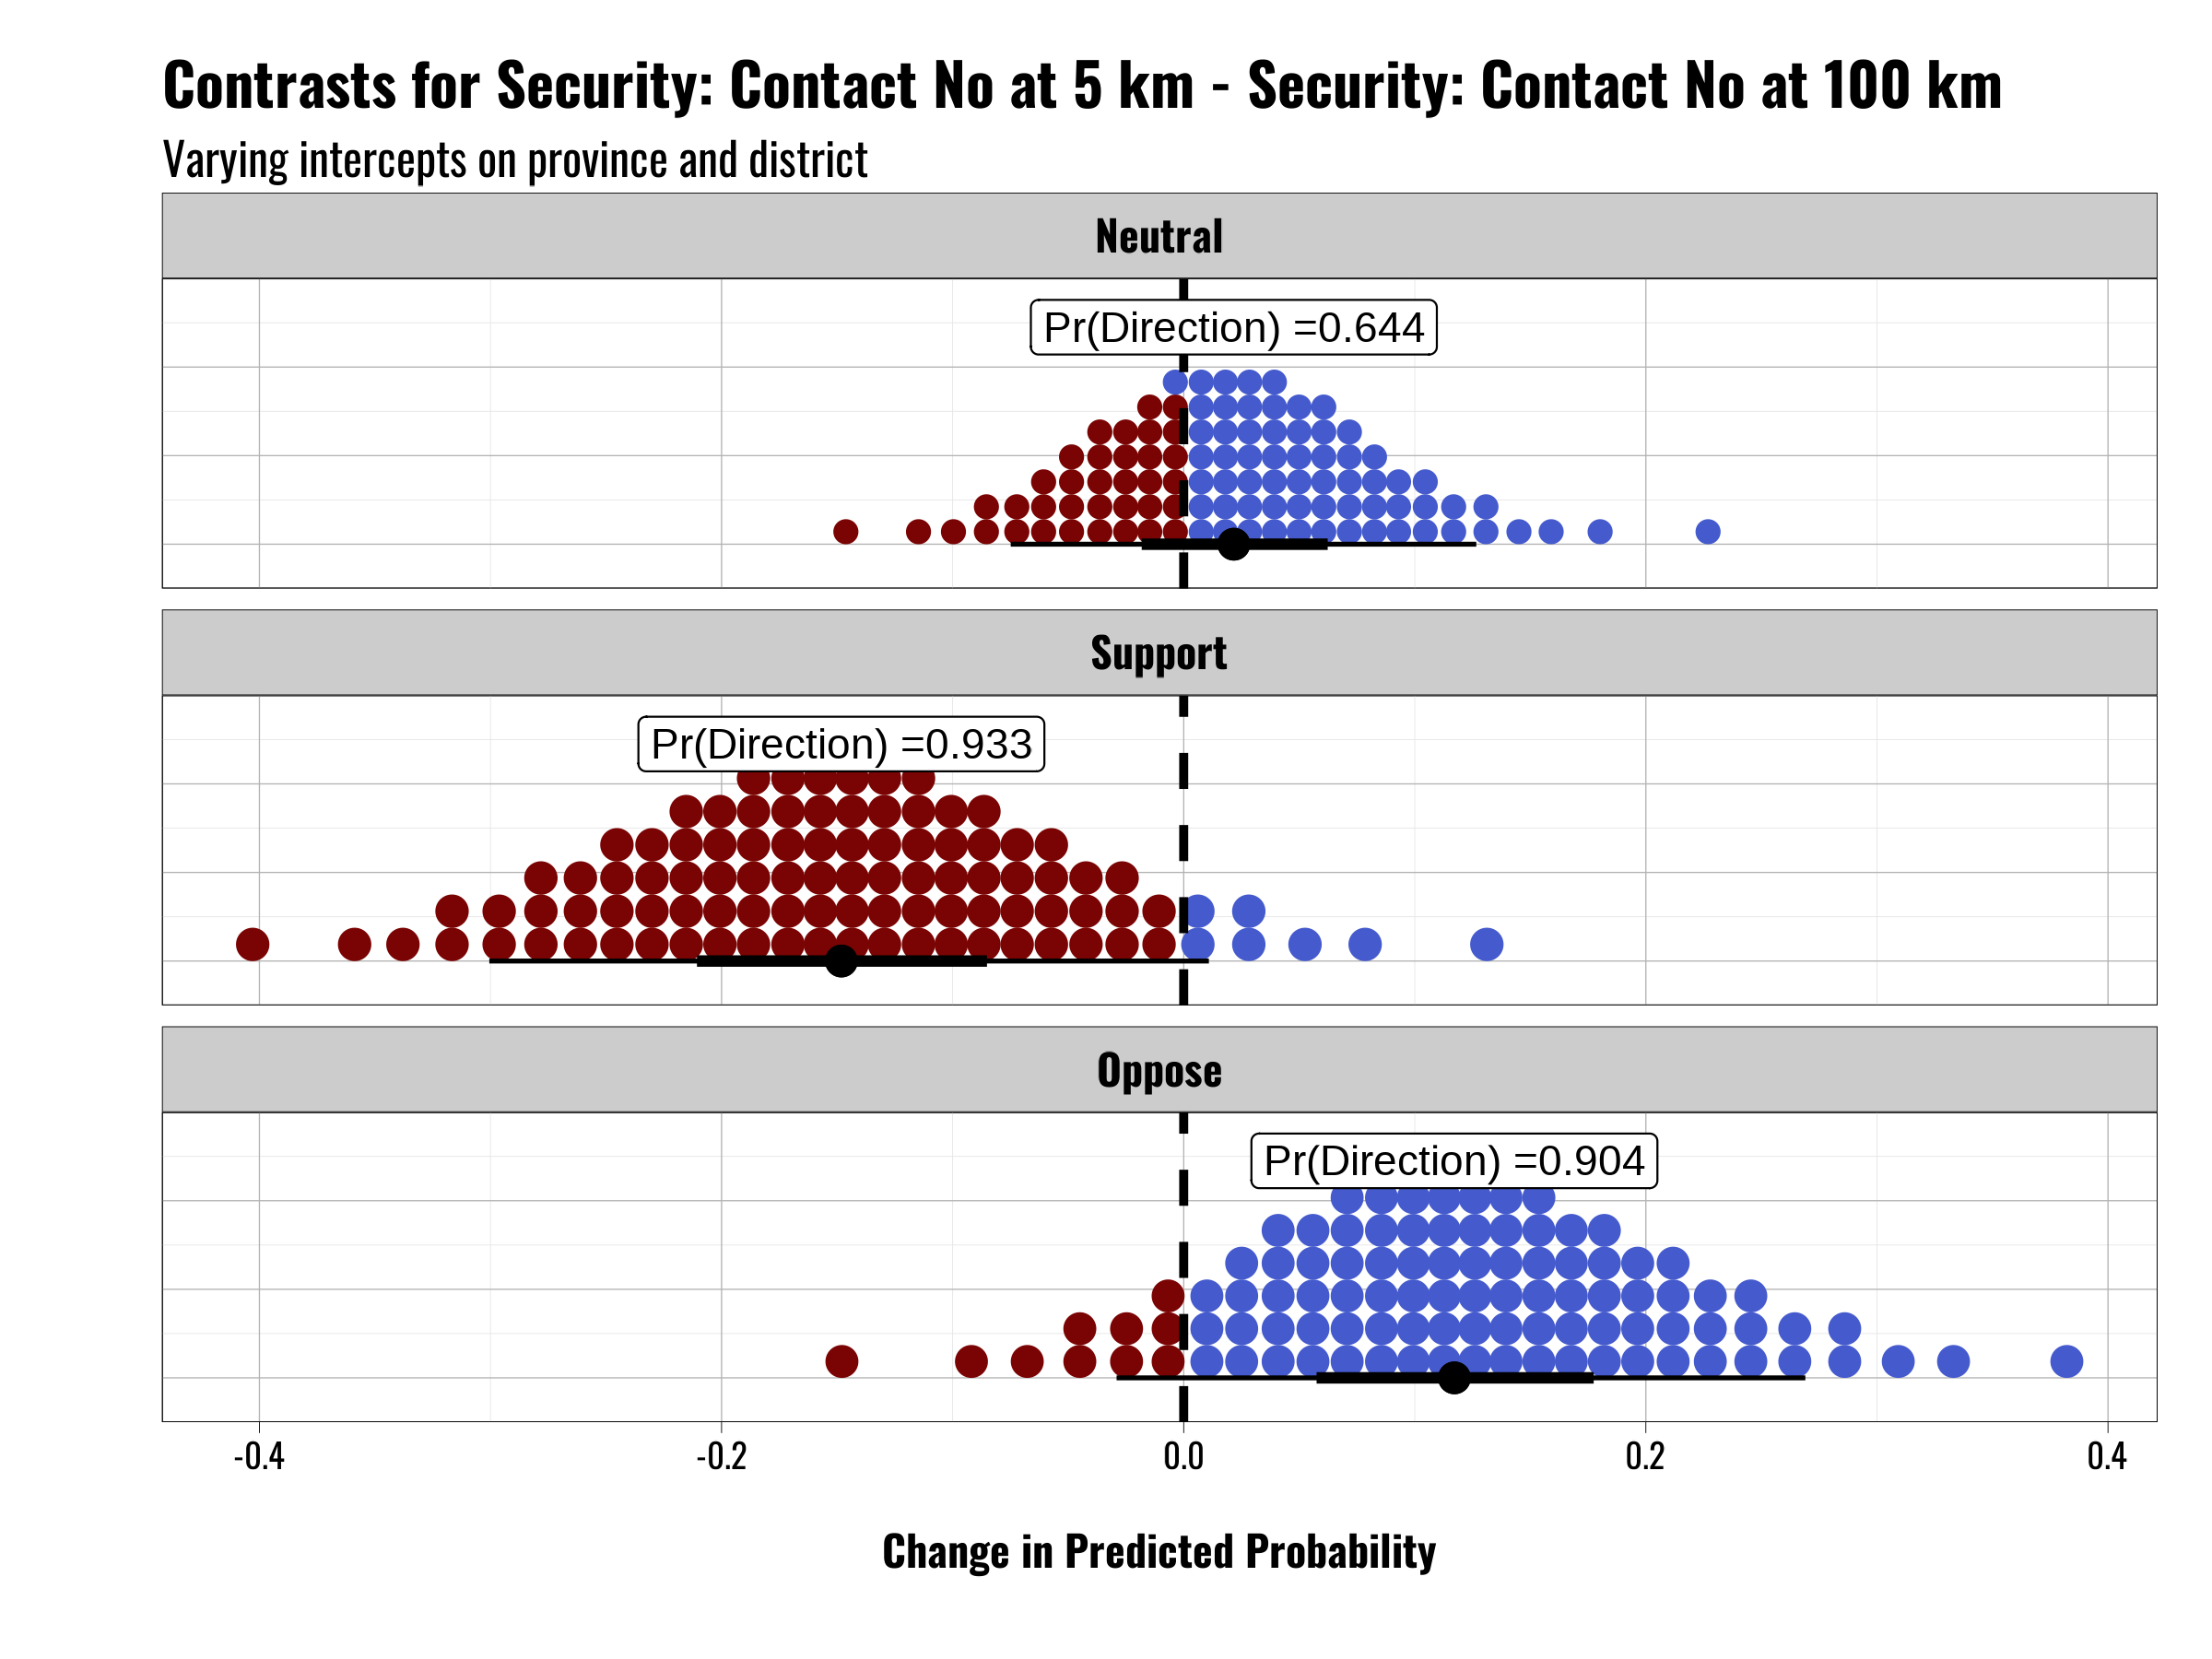 Contrasts for Security: Contact No at 5 km - Security: Contact No at 100 km
Varying intercepts on province and district
Neutral
Pr(Direction) =0.644
Support
Pr(Direction) =0.933
Oppose
Pr(Direction) =0.904
-0.4 -0.2 0.0 0.2 0.4
Change in Predicted Probability